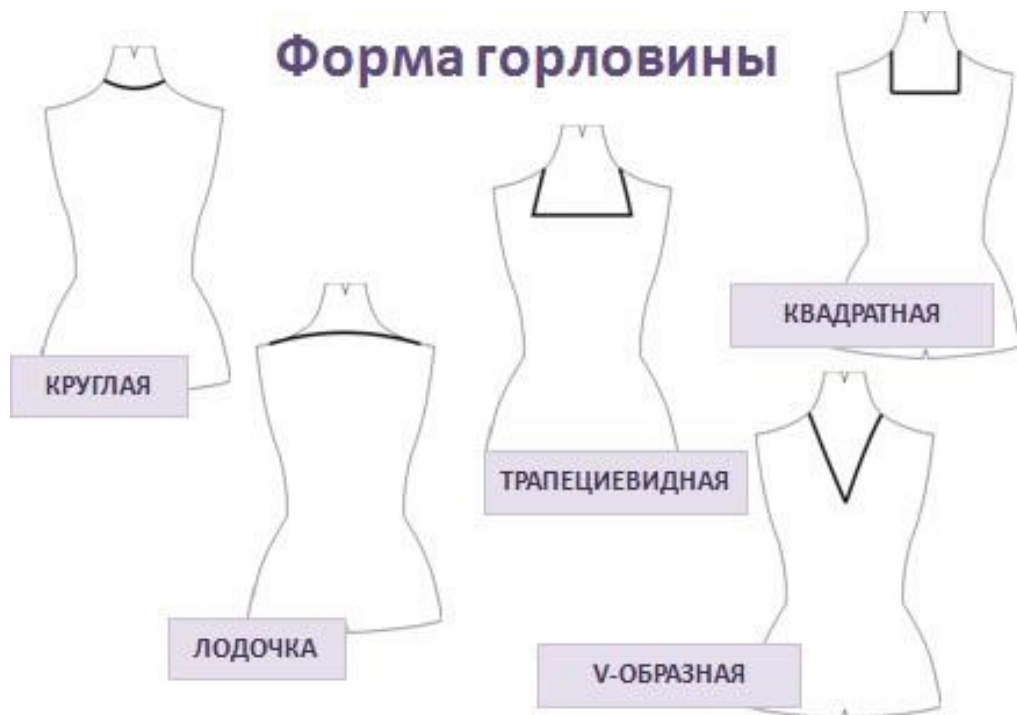 Форма горловины
КВАДРАТНАЯ
КРУГЛАЯ
ТРАПЕЦИЕВИДНАЯ
ЛОДОЧКА
V-ОБРАЗНАЯ